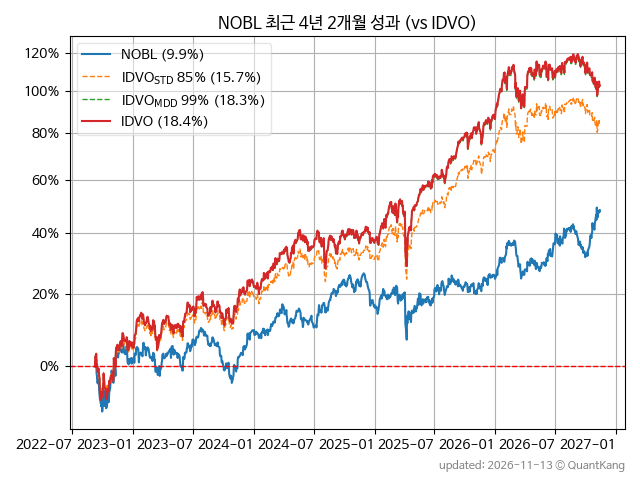 NOBL 최근 4년 2개월 성과 (vs IDVO)
NOBL (9.9%)
IDVO_STD 85% (15.7%)
IDVO_MDD 99% (18.3%)
IDVO (18.4%)
120%
100%
80%
60%
40%
20%
0%
2022-07 2023-01 2023-07 2024-01 2024-07 2025-01 2025-07 2026-01 2026-07 2027-01
updated: 2026-11-13 © QuantKang